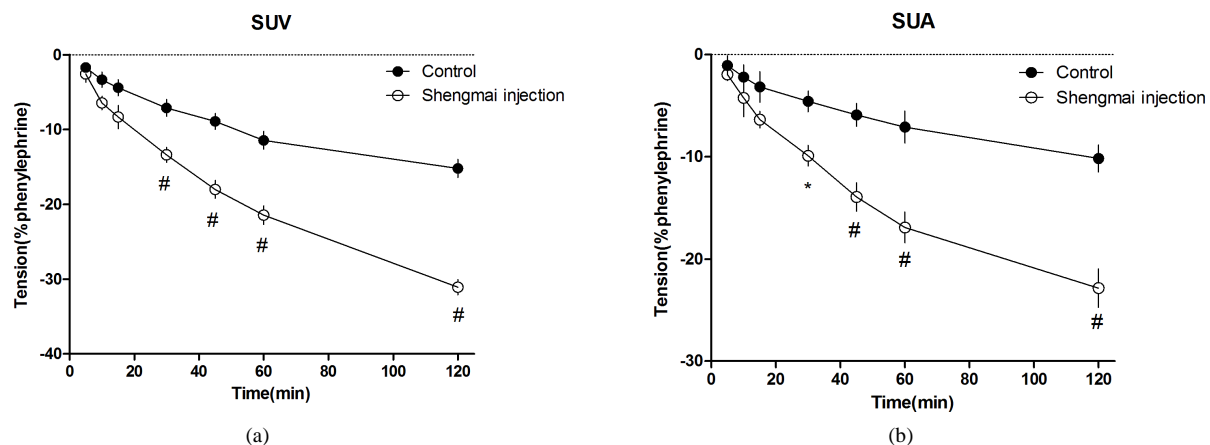 SUV
0
-10
-20
-30
-40
Tension(%phenylephrine)
Control
Shengmai injection
#
#
#
#
0
20
40
60
80
100
120
Time(min)
(a)
SUA
0
-10
-20
-30
Tension(%phenylephrine)
Control
Shengmai injection
*
#
#
#
0
20
40
60
80
100
120
Time(min)
(b)